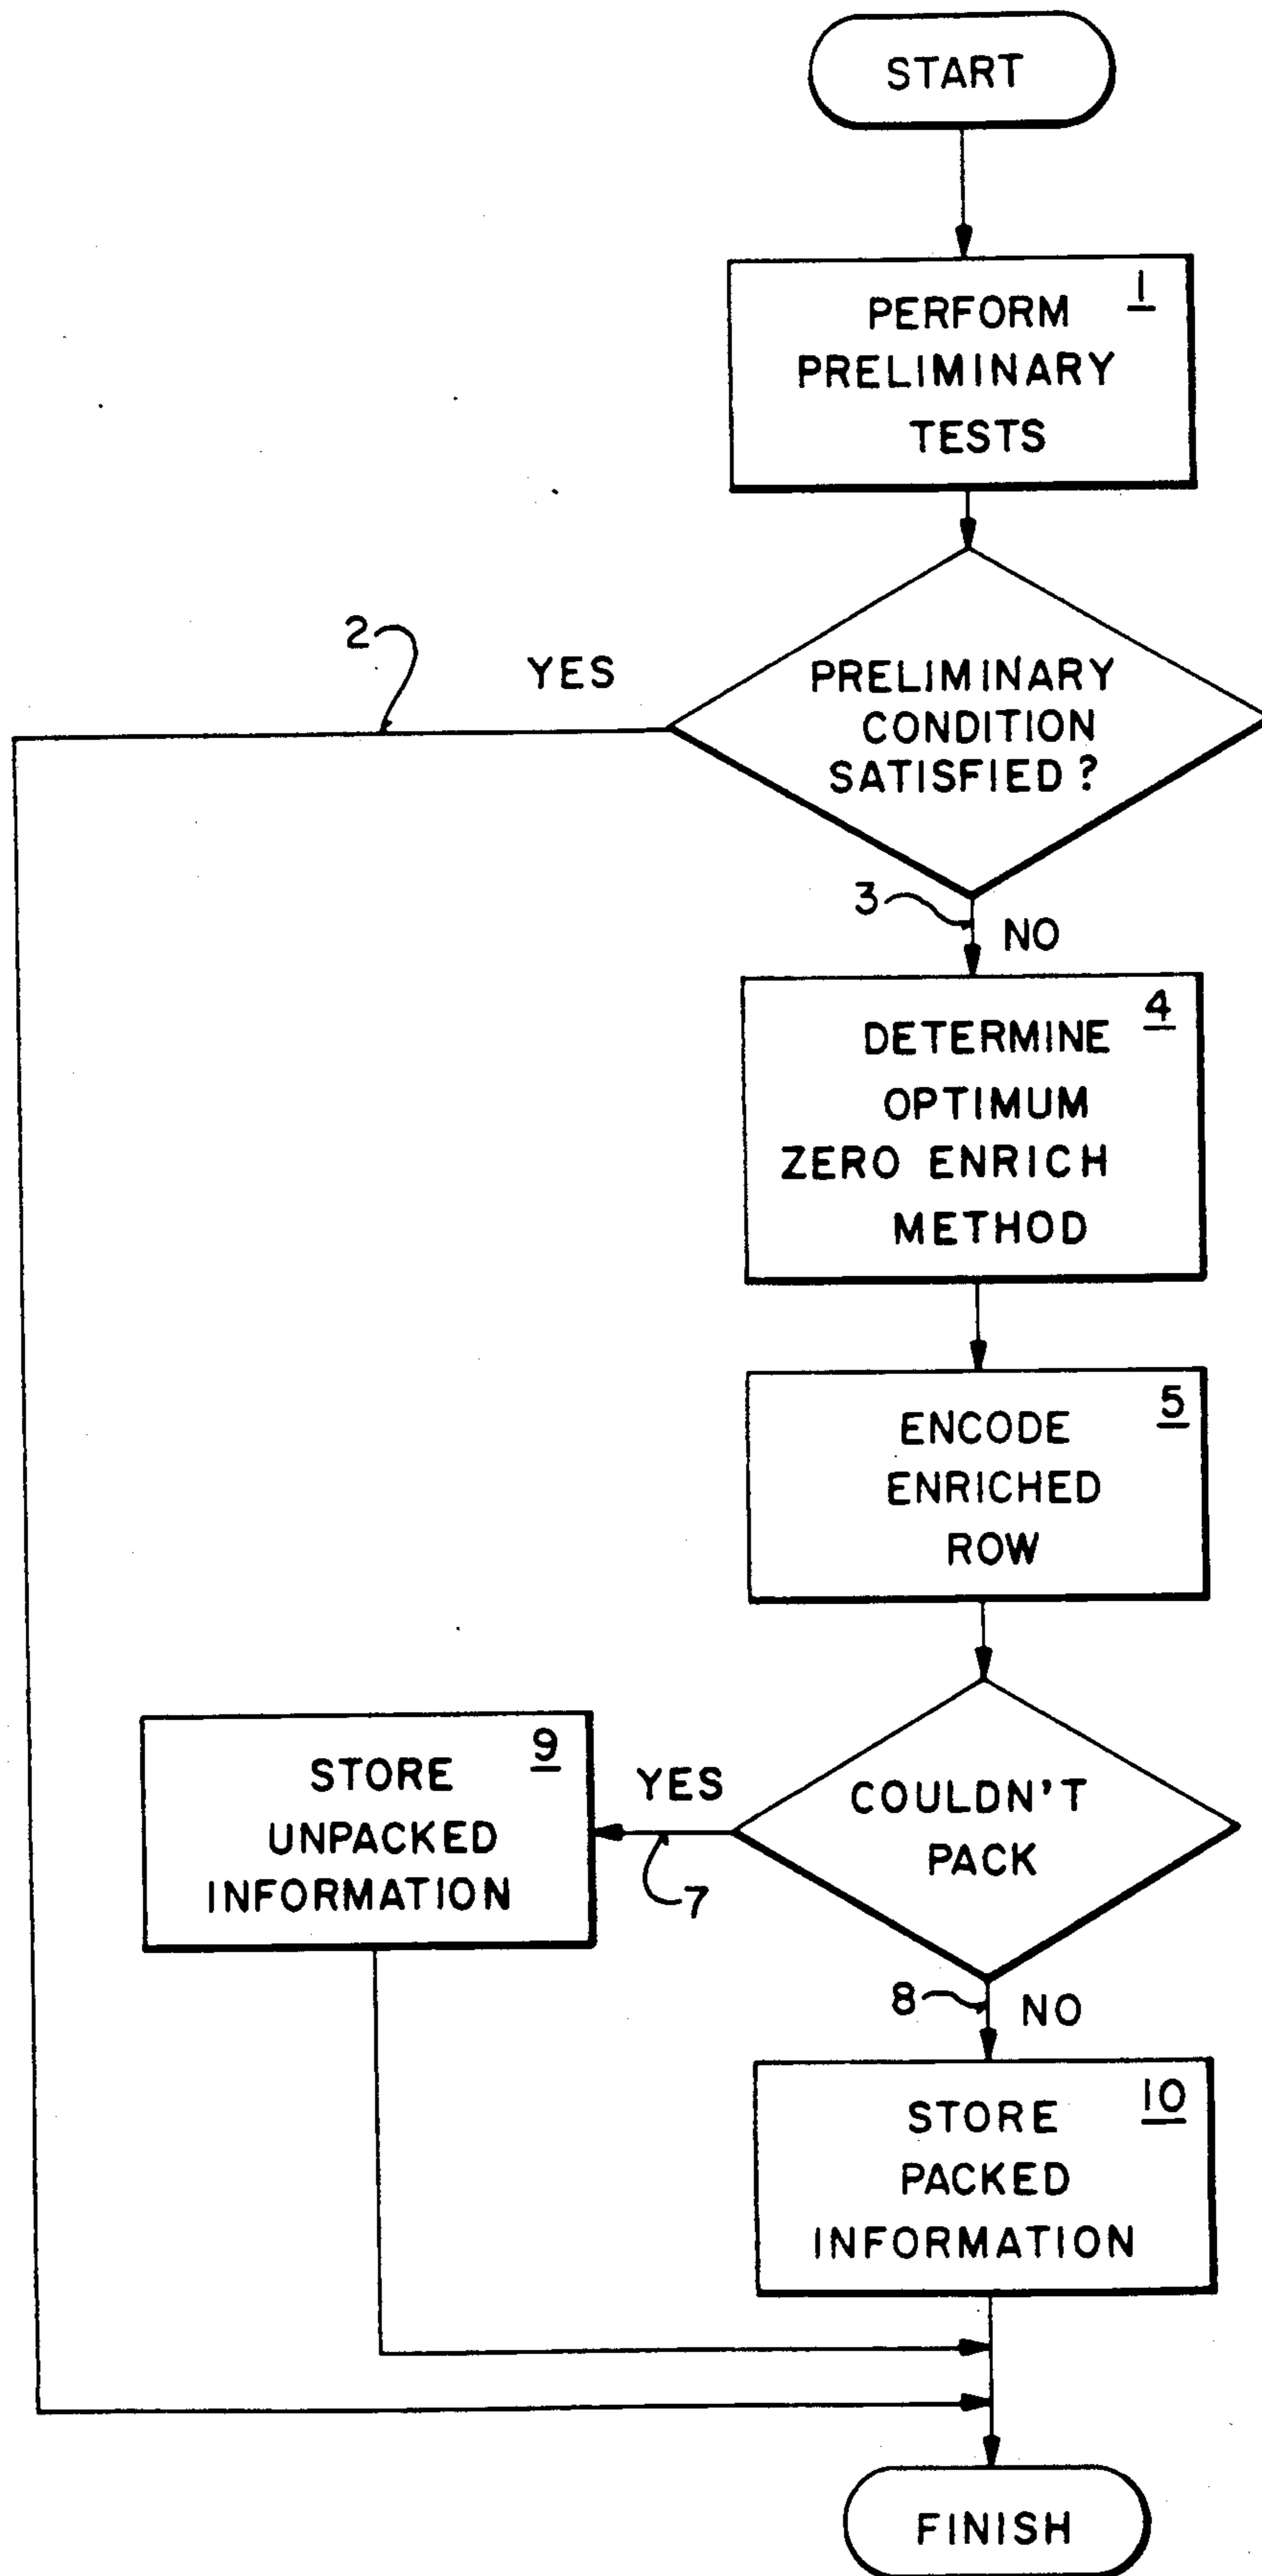 START
1
PERFORM
PRELIMINARY
TESTS
2
YES
PRELIMINARY
CONDITION
SATISFIED?
3
NO
4
DETERMINE
OPTIMUM
ZERO ENRICH
METHOD
5
ENCODE
ENRICHED
ROW
9
STORE
UNPACKED
INFORMATION
YES
7
COULDN'T
PACK
8
NO
10
STORE
PACKED
INFORMATION
FINISH